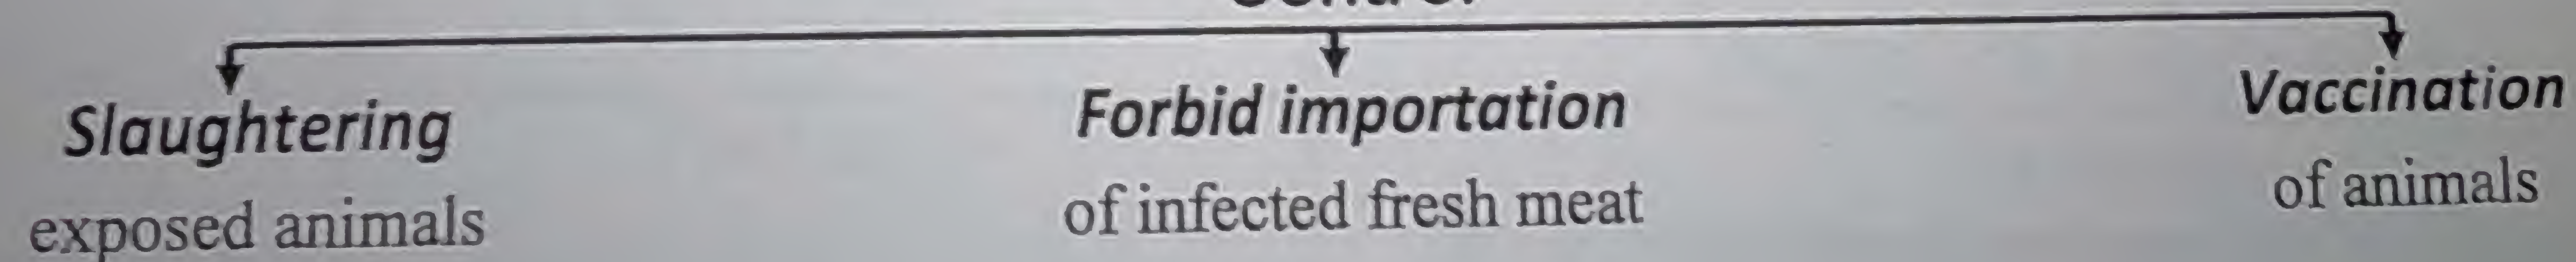 Slaughtering
exposed animals
Forbid importation
of infected fresh meat
Vaccination
of animals